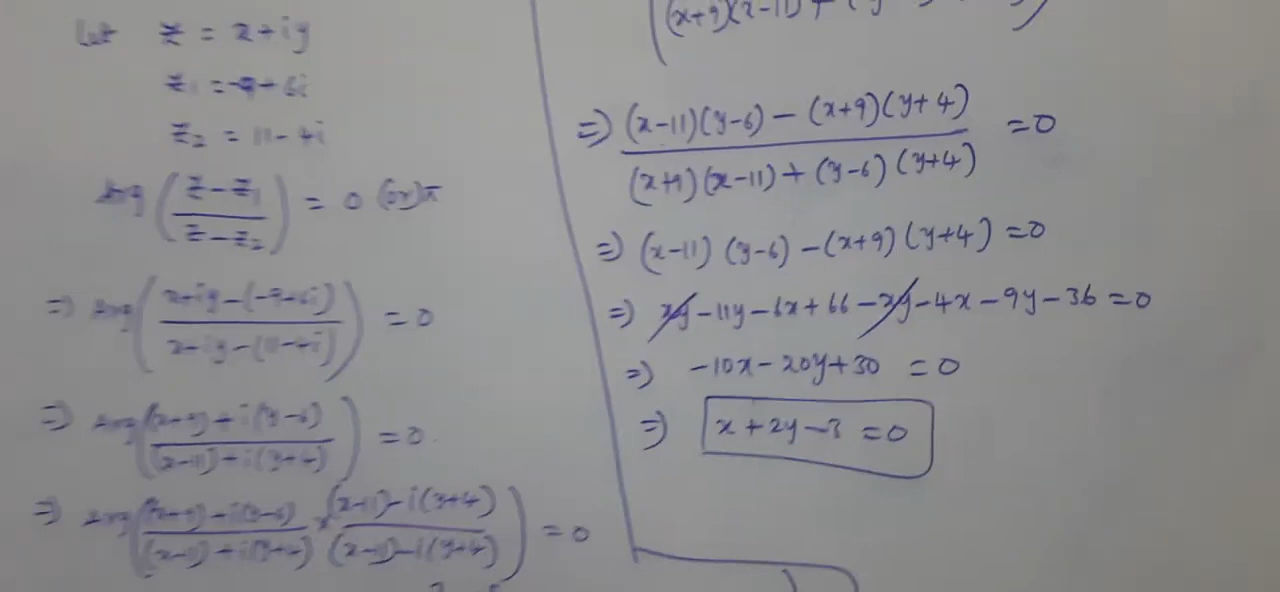 Let z = x+iy
z₁ = -9+6i
z₂ = 11-4i
arg((z-z₁)/(z-z₂)) = 0 (or) π
⇒ arg((x+iy-(-9+6i))/(x+iy-(11-4i))) = 0
⇒ arg(((x+9)+i(y-6))/((x-11)+i(y+4))) = 0
⇒ arg(((x+9)+i(y-6))/((x-11)+i(y+4)) × ((x-11)-i(y+4))/((x-11)-i(y+4))) = 0
(x+9)(x-11)+
⇒ ((x-11)(y-6)-(x+9)(y+4))/((x+9)(x-11)+(y-6)(y+4)) = 0
⇒ (x-11)(y-6)-(x+9)(y+4)=0
⇒ xy-11y-6x+66-xy-4x-9y-36=0
⇒ -10x-20y+30 =0
⇒ x+2y-3=0